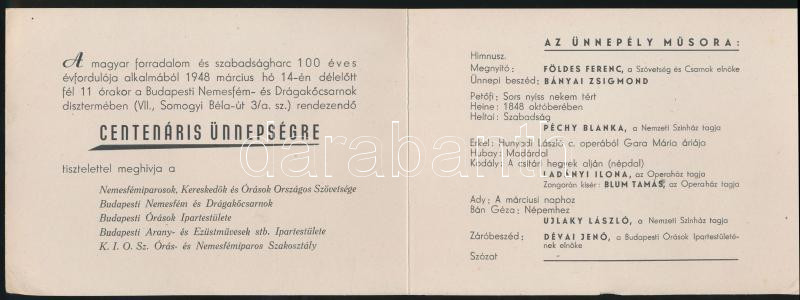 A magyar forradalom és szabadságharc 100 éves
évfordulója alkalmából 1948 március hó 14-én délelőtt
fél 11 órakor a Budapesti Nemesfém- és Drágakőcsarnok
dísztermében (VII., Somogyi Béla-út 3/a. sz.) rendezendő
CENTENÁRIS ÜNNEPSÉGRE
tisztelettel meghívja a
Nemesfémiparosok, Kereskedők és Órások Országos Szövetsége
Budapesti Nemesfém és Drágakőcsarnok
Budapesti Órások Ipartestülete
Budapesti Arany- és Ezüstművesek stb. Ipartestülete
K. I. O. Sz. Órás- és Nemesfémiparos Szakosztály
AZ ÜNNEPÉLY MŰSORA:
Himnusz.
Megnyitó: FÖLDES FERENC, a Szövetség és Csarnok elnöke
Ünnepi beszéd: BÁNYAI ZSIGMOND
Petőfi: Sors nyiss nekem tért
Heine: 1848 októberében
Heltai: Szabadság
PÉCHY BLANKA, a Nemzeti Színház tagja
Erkel: Hunyadi László c. operából Gara Mária áriája
Hubay: Madárdal
Kodály: A csitári hegyek alján (népdal)
LADÁNYI ILONA, az Operaház tagja
Zongorán kísér: BLUM TAMÁS, az Operaház tagja
Ady: A márciusi naphoz
Bán Géza: Népemhez
UJLAKY LÁSZLÓ, a Nemzeti Színház tagja
Záróbeszéd: DÉVAI JENŐ, a Budapesti Órások Ipartestületé-
nek elnöke
Szózat
darabanth.com